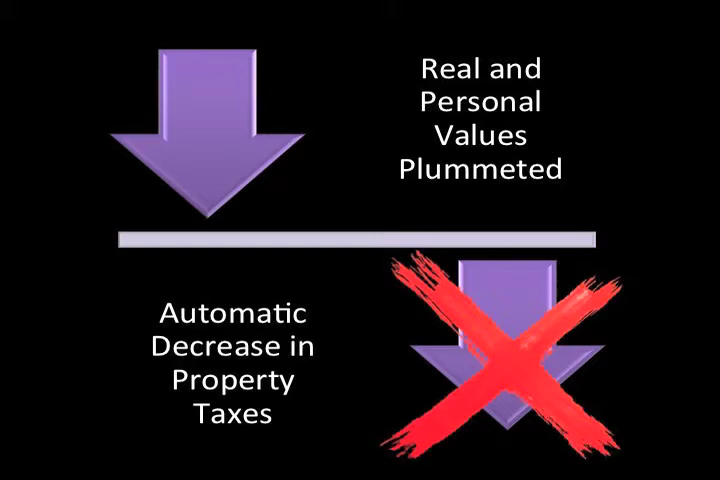 Real and
Personal
Values
Plummeted
Automatic
Decrease in
Property
Taxes